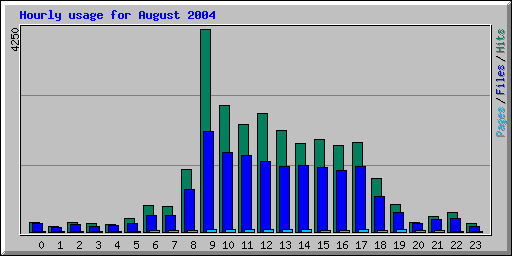 Hourly usage for August 2004
4250
Pages/Files/Hits
0 1 2 3 4 5 6 7 8 9 10 11 12 13 14 15 16 17 18 19 20 21 22 23